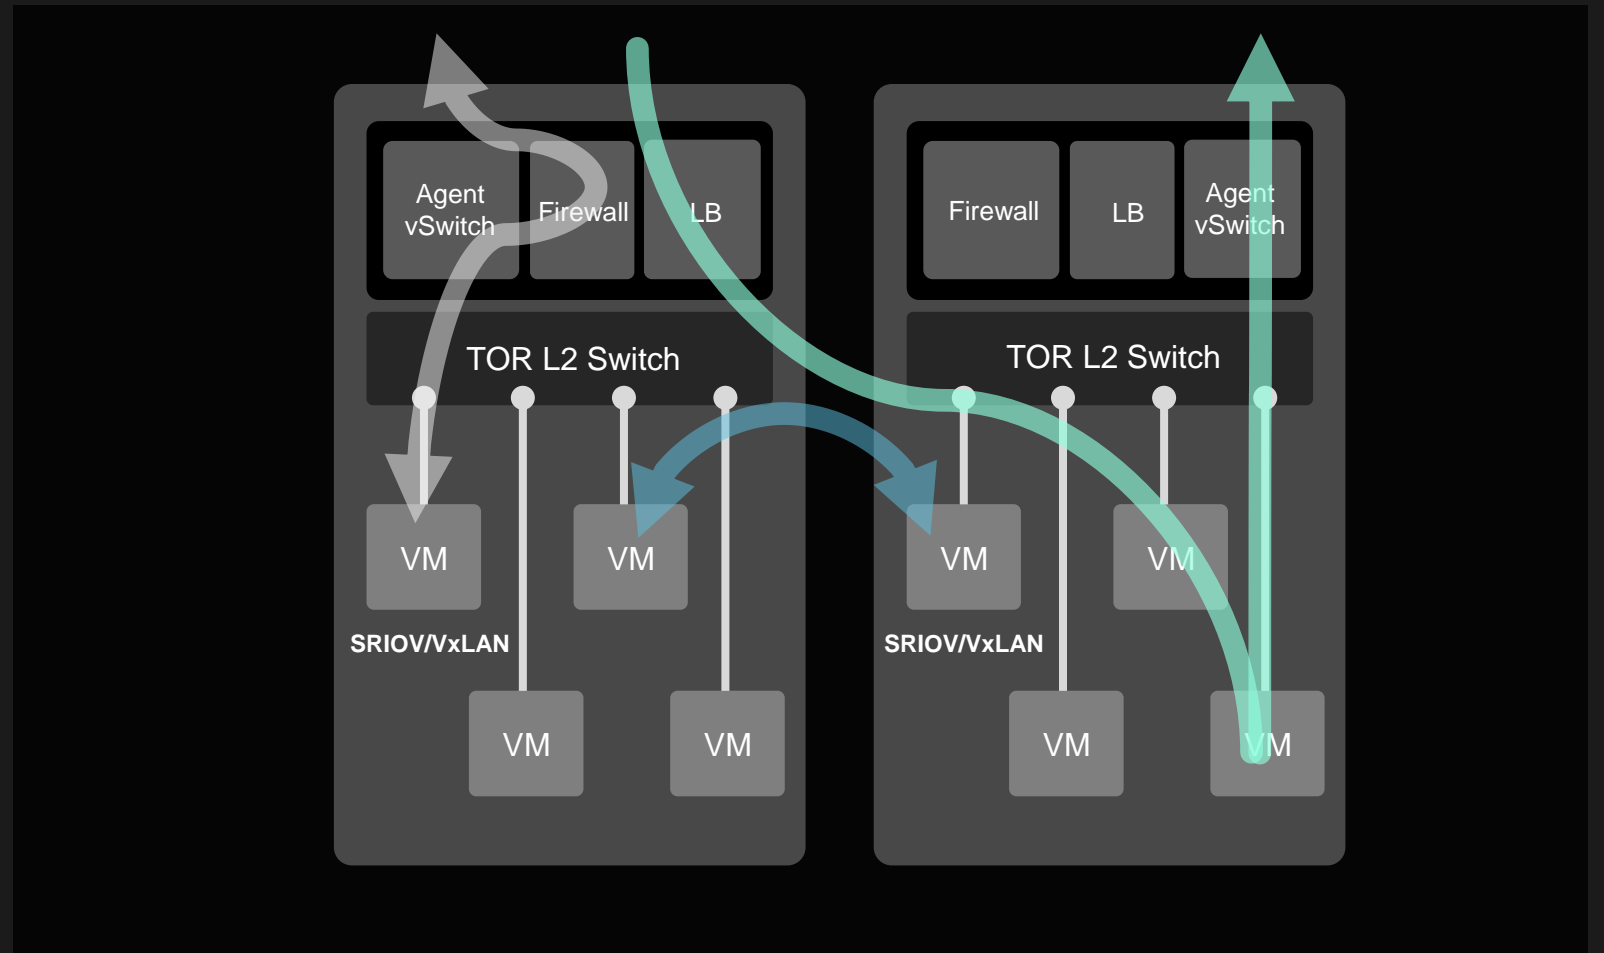 Agent
vSwitch
Firewall
LB
TOR L2 Switch
VM
VM
SRIOV/VxLAN
VM
VM
Firewall
LB
Agent
vSwitch
TOR L2 Switch
VM
VM
SRIOV/VxLAN
VM
VM